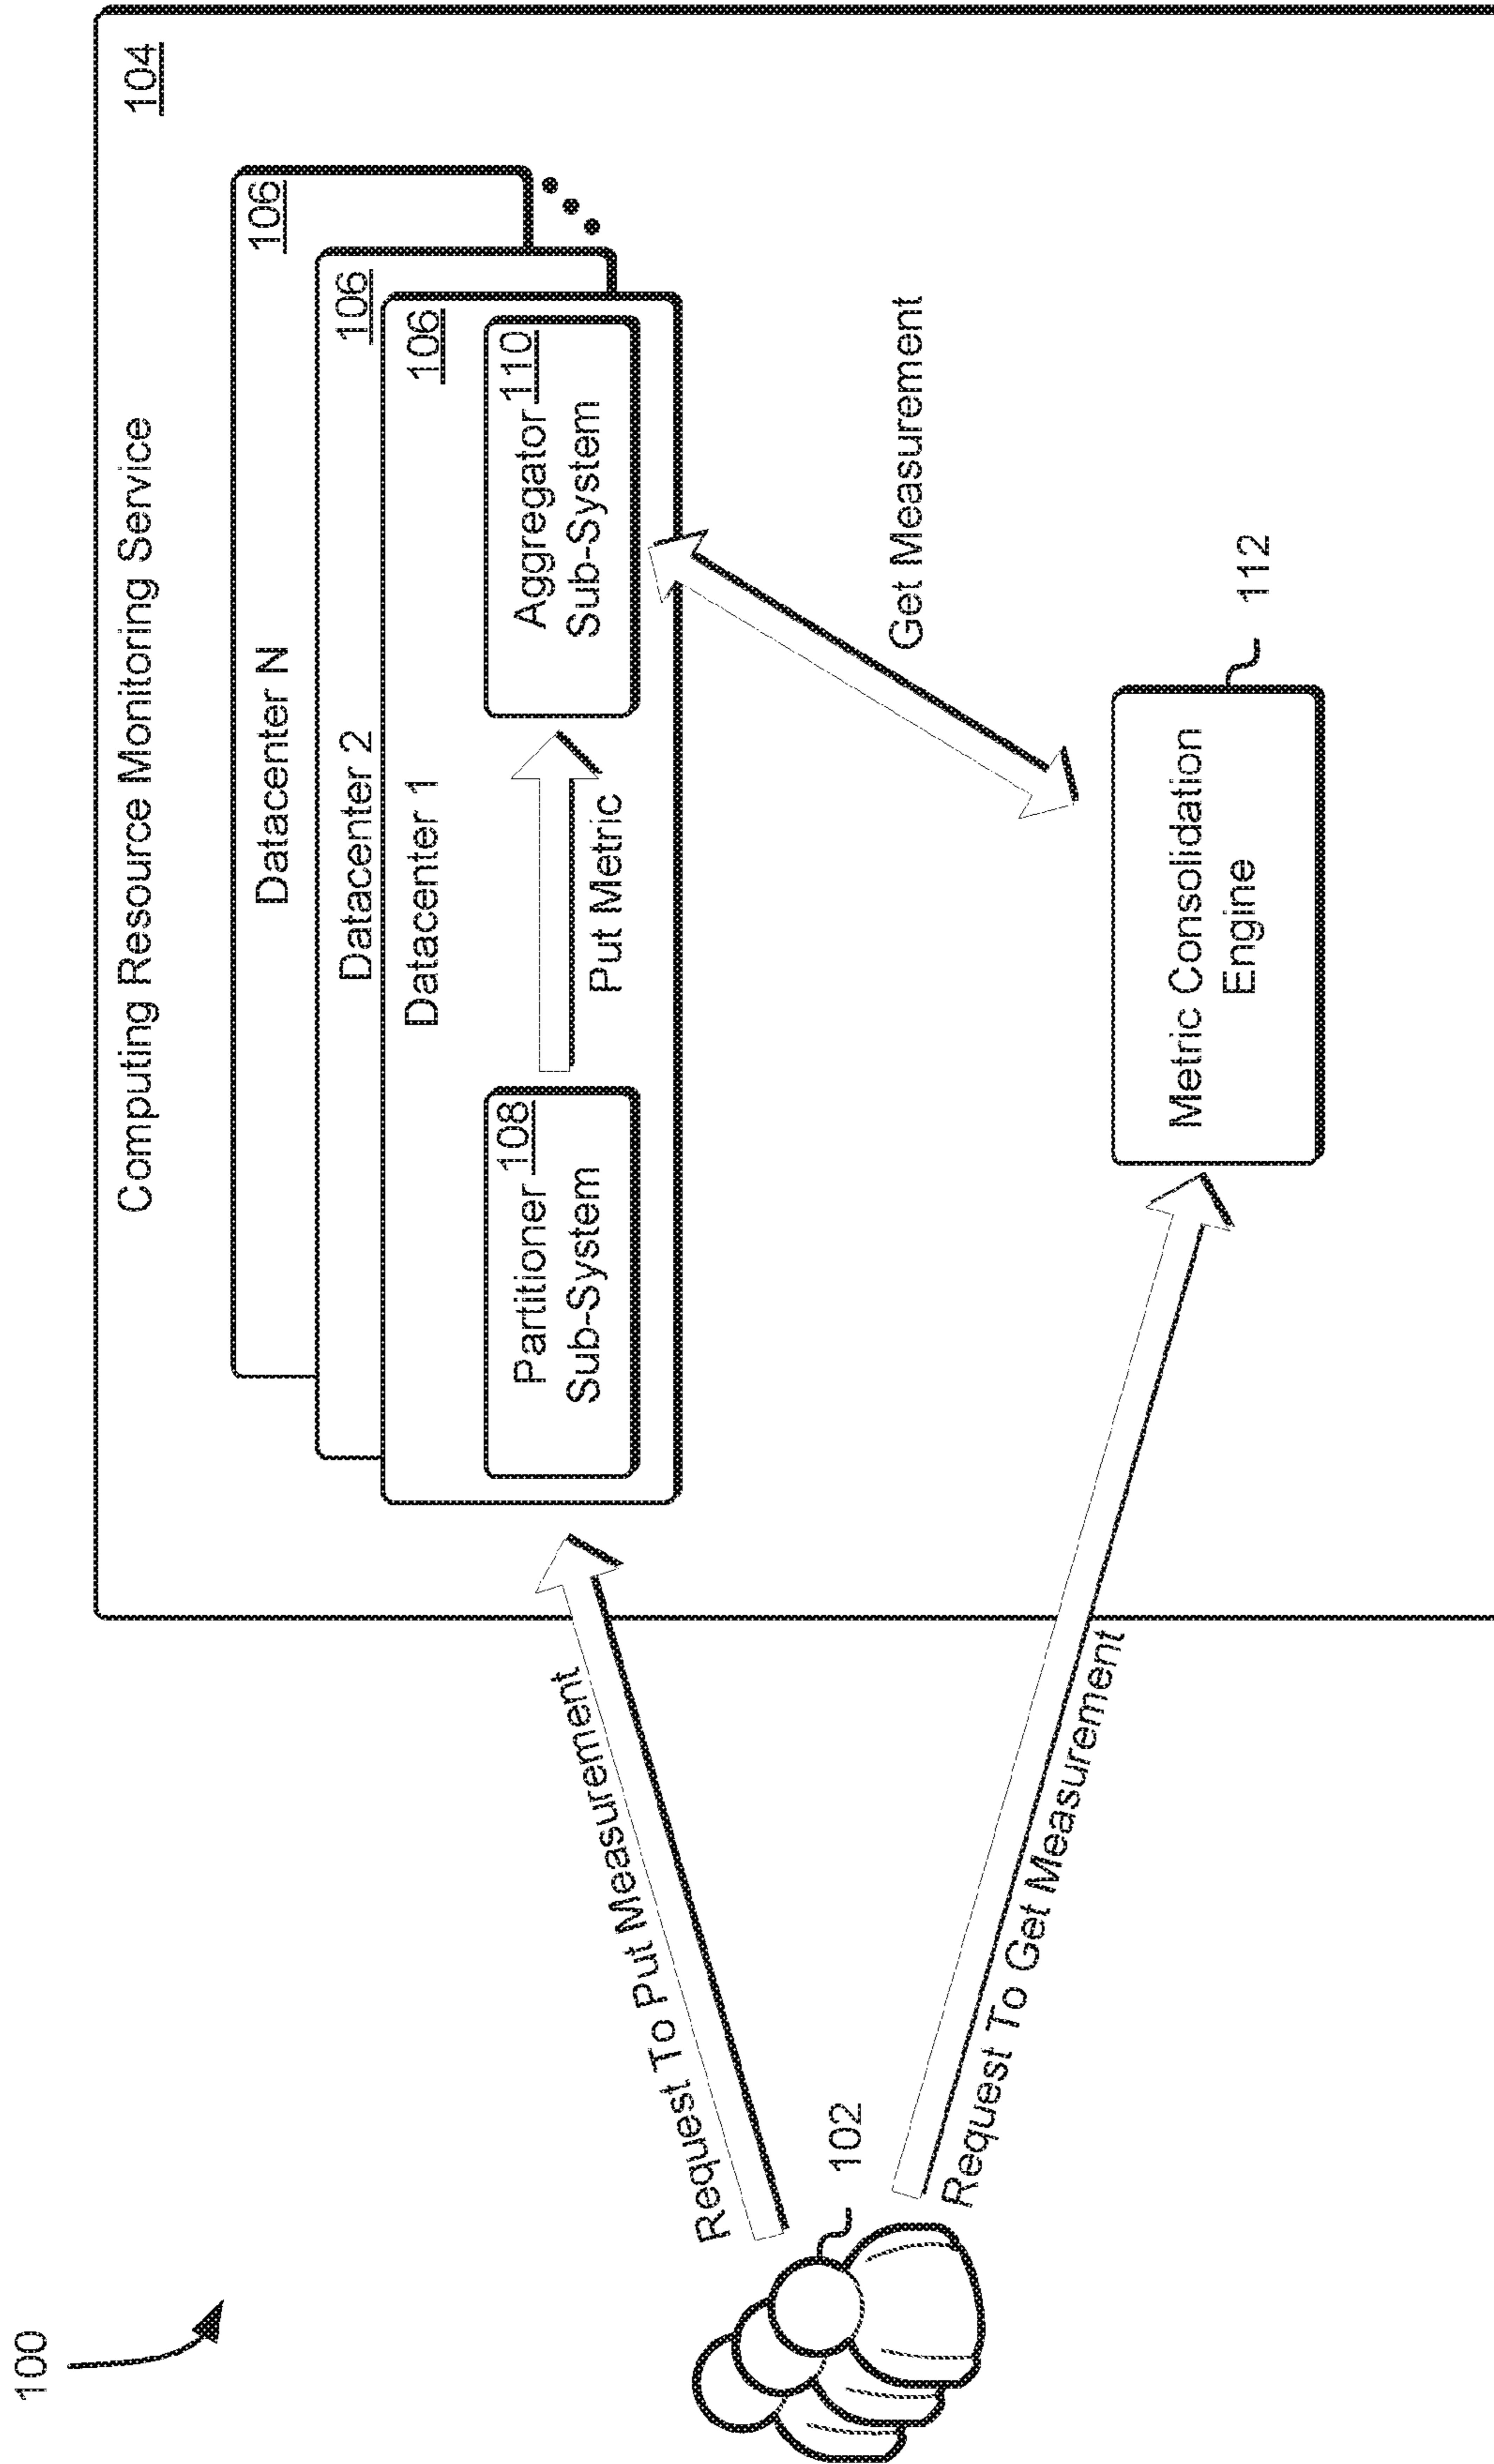 100
Computing Resource Monitoring Service
104
Datacenter N
106
Datacenter 2
106
Datacenter 1
106
Partitioner 108
Sub-System
Put Metric
Aggregator 110
Sub-System
Request To Put Measurement
102
Get Measurement
Request To Get Measurement
Metric Consolidation
Engine
112